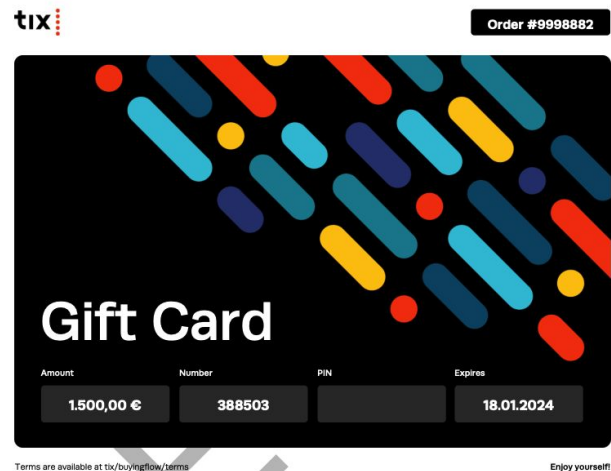 tix
Order #9998882
Gift Card
Amount Number PIN Expires
1.500,00 € 388503 18.01.2024
Terms are available at tix/buyingflow/terms Enjoy yourself!